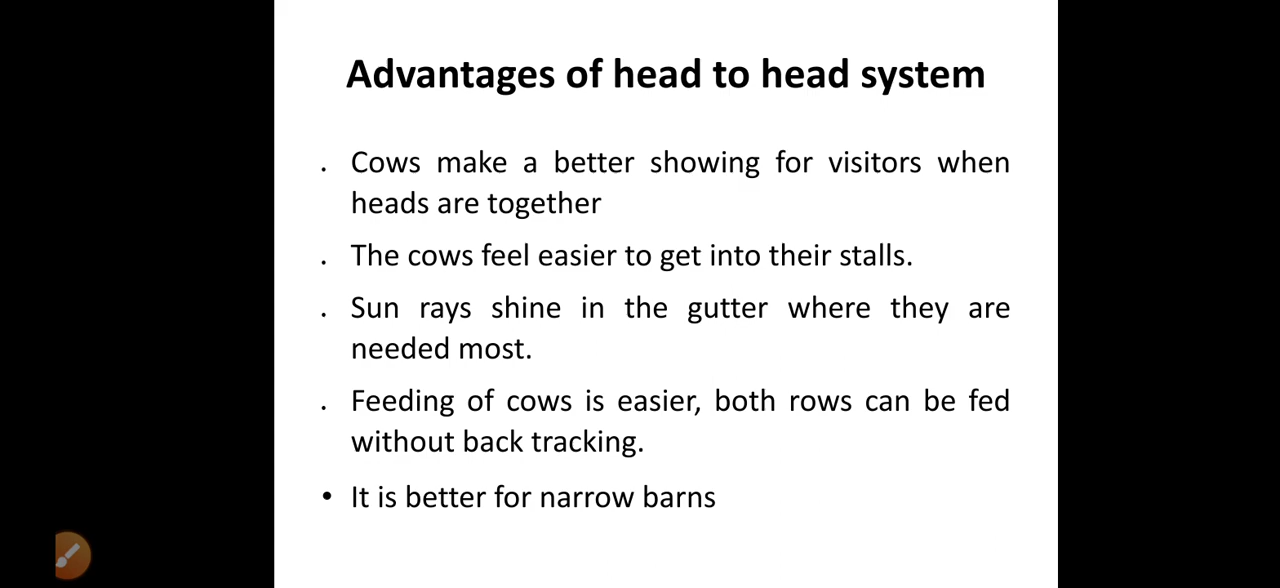 Advantages of head to head system
. Cows make a better showing for visitors when
heads are together
. The cows feel easier to get into their stalls.
. Sun rays shine in the gutter where they are
needed most.
. Feeding of cows is easier, both rows can be fed
without back tracking.
• It is better for narrow barns